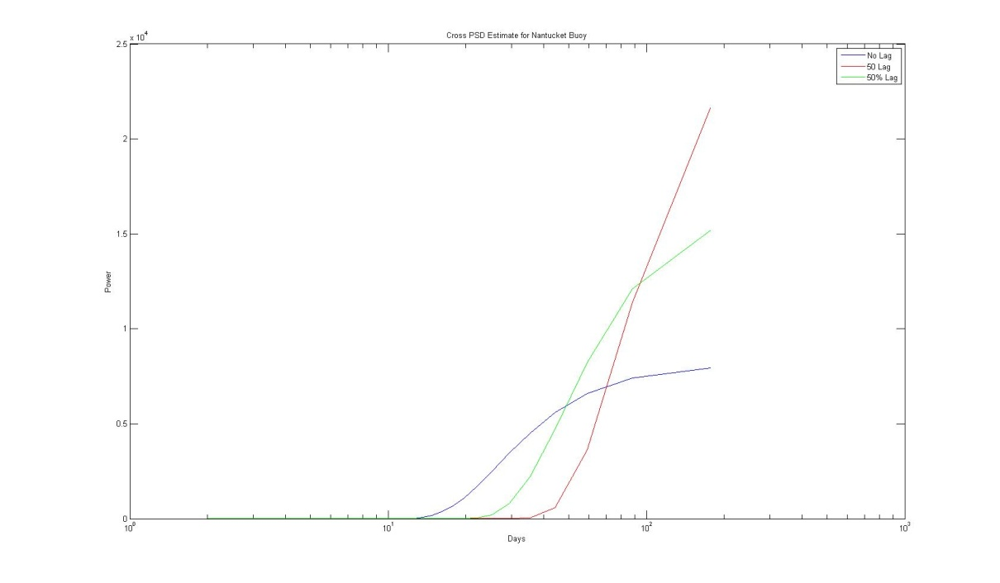 Cross PSD Estimate for Nantucket Buoy
x 10^4
2.5
2
1.5
1
0.5
0
Power
10^0 10^1 10^2 10^3
Days
No Lag
50 Lag
50% Lag